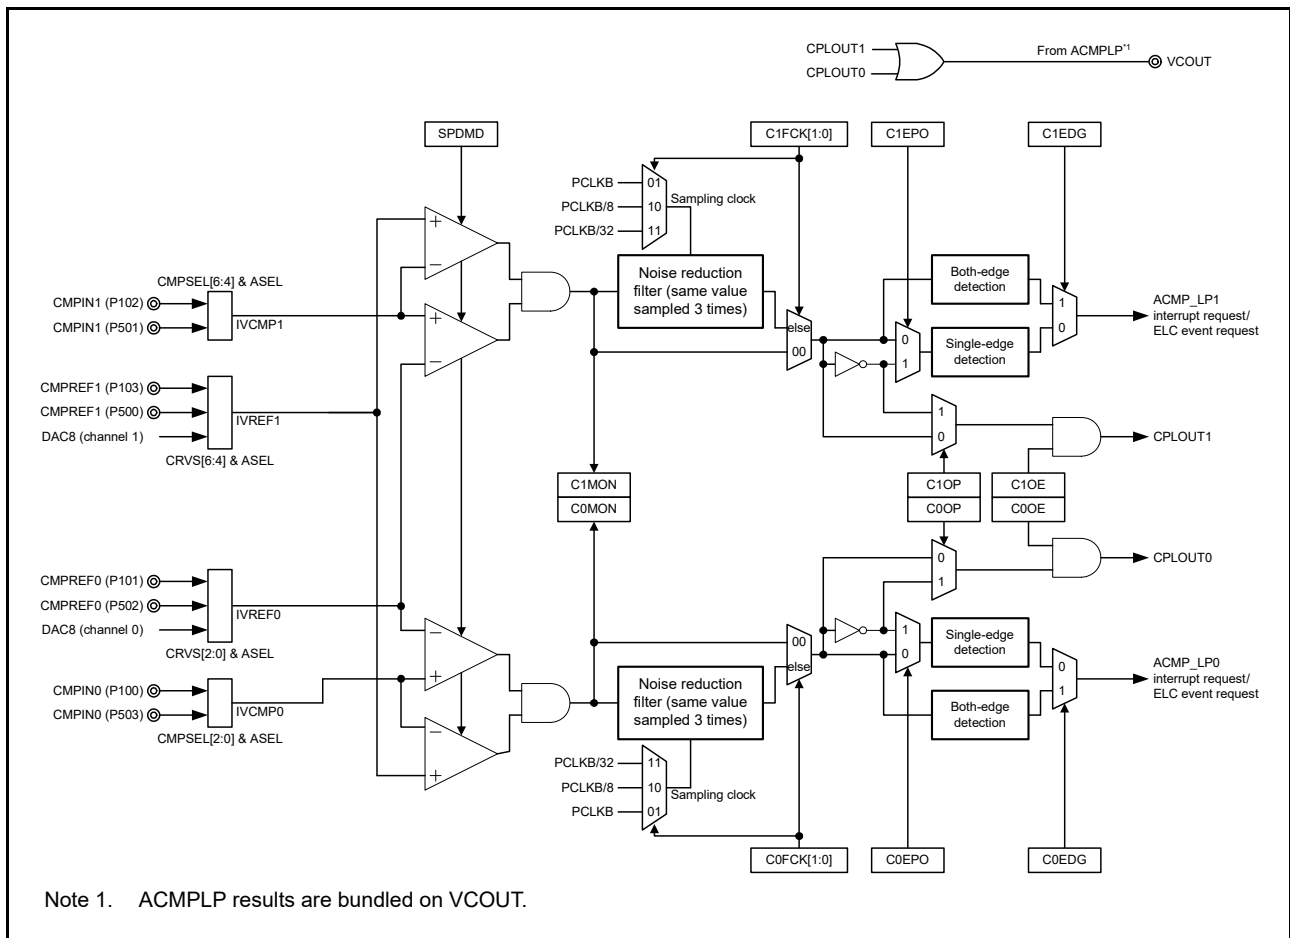 CPLOUT1
CPLOUT0
From ACMPLP*1
VCOUT
SPDMD
C1FCK[1:0]
C1EPO
C1EDG
PCLKB
01
PCLKB/8
10
PCLKB/32
11
Sampling clock
+
−
+
−
CMPSEL[6:4] & ASEL
CMPIN1 (P102)
CMPIN1 (P501)
IVCMP1
Noise reduction
filter (same value
sampled 3 times)
else
00
0
1
Both-edge
detection
Single-edge
detection
1
0
ACMP_LP1
interrupt request/
ELC event request
CMPREF1 (P103)
CMPREF1 (P500)
DAC8 (channel 1)
IVREF1
CRVS[6:4] & ASEL
1
0
CPLOUT1
C1MON
C0MON
C1OP
C0OP
C1OE
C0OE
CMPREF0 (P101)
CMPREF0 (P502)
DAC8 (channel 0)
IVREF0
CRVS[2:0] & ASEL
0
1
CPLOUT0
−
+
−
+
CMPIN0 (P100)
CMPIN0 (P503)
IVCMP0
CMPSEL[2:0] & ASEL
00
else
Noise reduction
filter (same value
sampled 3 times)
1
0
Single-edge
detection
Both-edge
detection
0
1
ACMP_LP0
interrupt request/
ELC event request
PCLKB/32
11
PCLKB/8
10
PCLKB
01
Sampling clock
C0FCK[1:0]
C0EPO
C0EDG
Note 1. ACMPLP results are bundled on VCOUT.